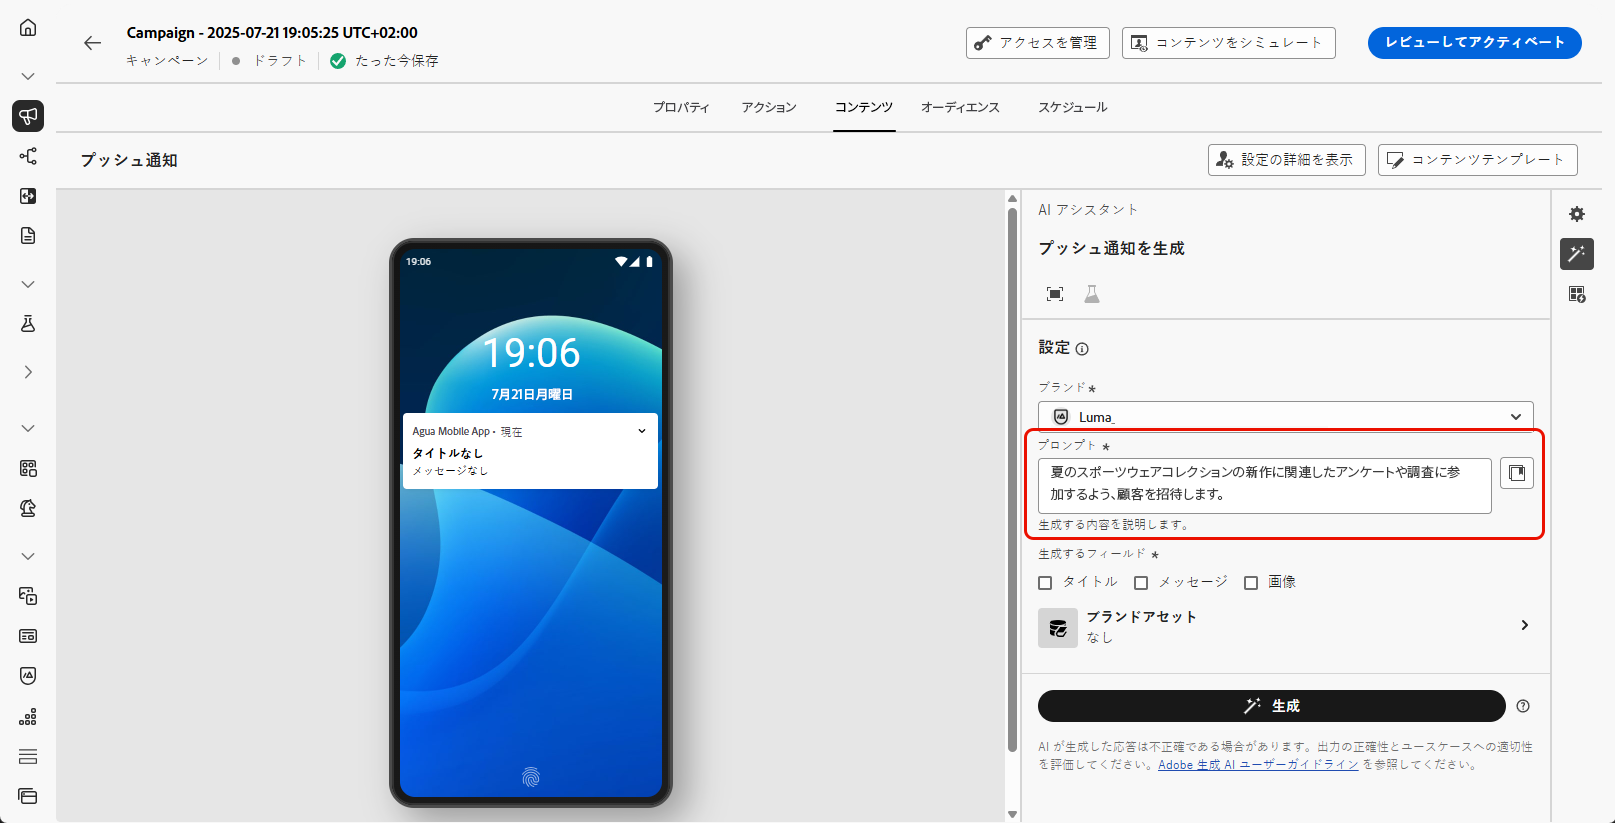 Campaign - 2025-07-21 19:05:25 UTC+02:00
キャンペーン
ドラフト
たった今保存
アクセスを管理
コンテンツをシミュレート
レビューしてアクティベート
プロパティ
アクション
コンテンツ
オーディエンス
スケジュール
プッシュ通知
設定の詳細を表示
コンテンツテンプレート
19:06
19:06
7月21日月曜日
Agua Mobile App・現在
タイトルなし
メッセージなし
AI アシスタント
プッシュ通知を生成
設定
ブランド*
Luma_
プロンプト *
夏のスポーツウェアコレクションの新作に関連したアンケートや調査に参
加するよう、顧客を招待します。
生成する内容を説明します。
生成するフィールド *
タイトル
メッセージ
画像
ブランドアセット
なし
生成
AI が生成した応答は不正確である場合があります。出力の正確性とユースケースへの適切性
を評価してください。Adobe 生成 AI ユーザーガイドライン を参照してください。